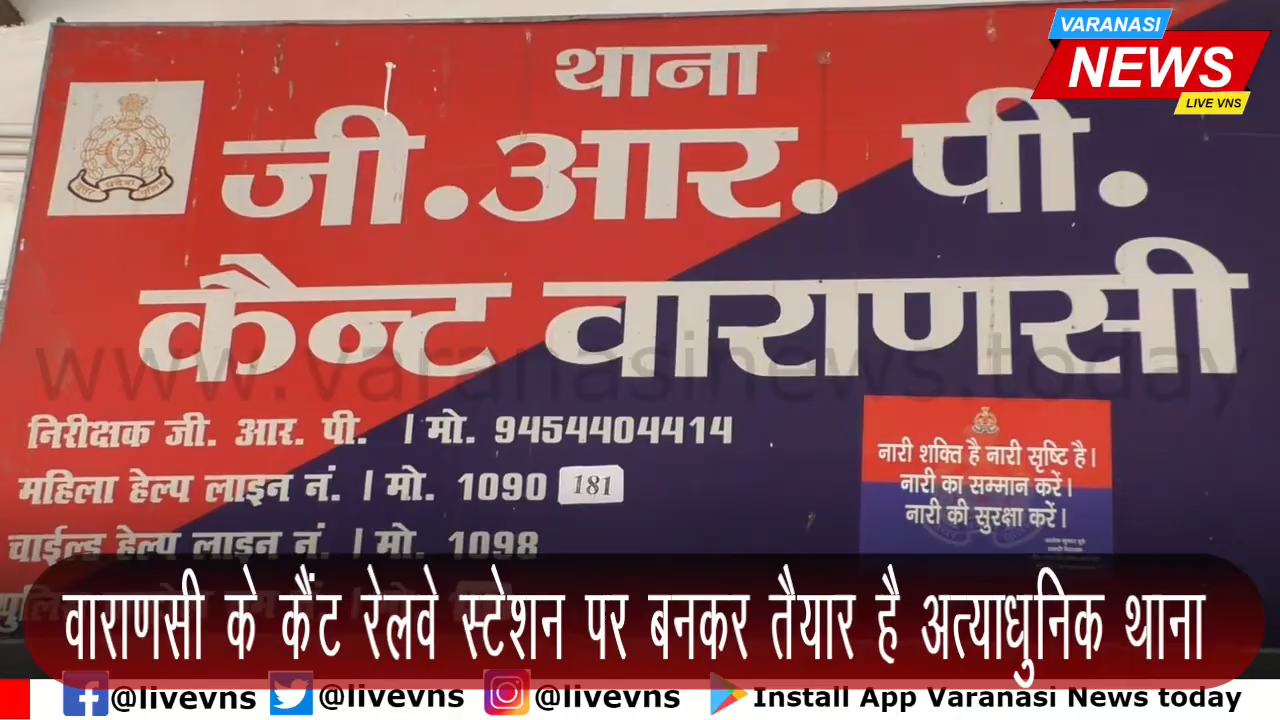 VARANASI
NEWS
LIVE VNS
थाना
जी.आर. पी.
कैन्ट वाराणसी
www.varanasinews.today
निरीक्षक जी. आर. पी. । मो. 9454404414
महिला हेल्प लाइन नं. । मो. 1090 181
चाईल्ड हेल्प लाइन नं. । मो. 1098
नारी शक्ति है नारी सृष्टि है।
नारी का सम्मान करें।
नारी की सुरक्षा करें।
वाराणसी के कैंट रेलवे स्टेशन पर बनकर तैयार है अत्याधुनिक थाना
@livevns @livevns @livevns Install App Varanasi News today